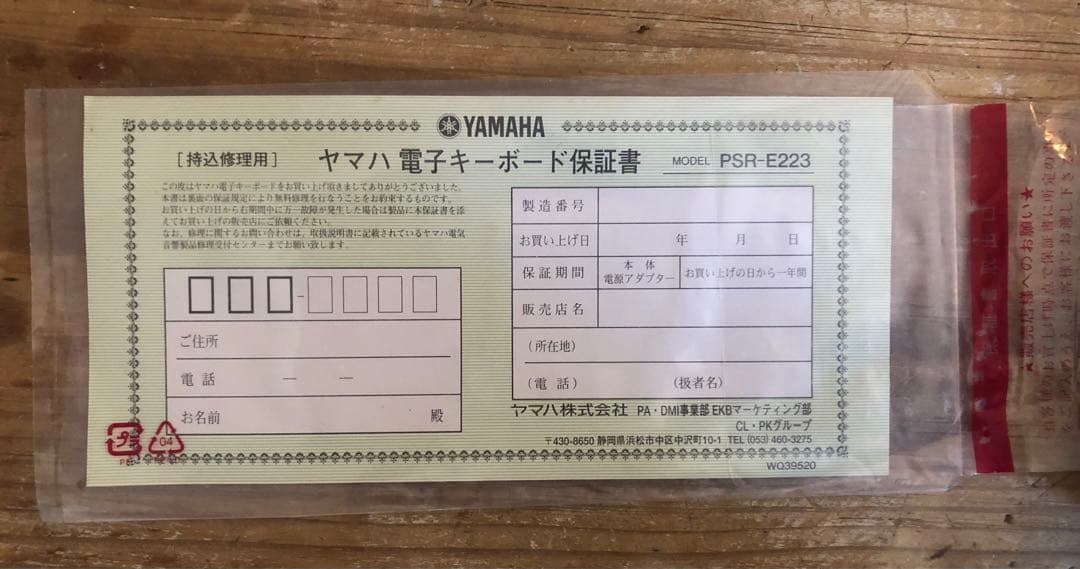 YAMAHA
[持込修理用] ヤマハ 電子キーボード保証書 MODEL PSR-E223
この度はヤマハ電子キーボードをお買い上げ頂きましてありがとうございました。
本書は裏面の保証規定により無料修理を行なうことをお約束するものです。
お買い上げの日から右期間中に万一故障が発生した場合は製品に本保証書を添
えてお買い上げの販売店にご依頼ください。
なお、修理に関するお問い合わせは、取扱説明書に記載されているヤマハ電気
音響製品修理受付センターまでお願い致します。
ご住所
電話 — —
お名前 殿
製造番号
お買い上げ日 年 月 日
保証期間 本体 電源アダプター お買い上げの日から一年間
販売店名
(所在地)
(電話) (扱者名)
ヤマハ株式会社 PA・DMI事業部 EKBマーケティング部
CL・PKグループ
〒430-8650 静岡県浜松市中区中沢町10-1 TEL (053) 460-3275
WQ39520
プラ
04
★販売店様へのお願い★